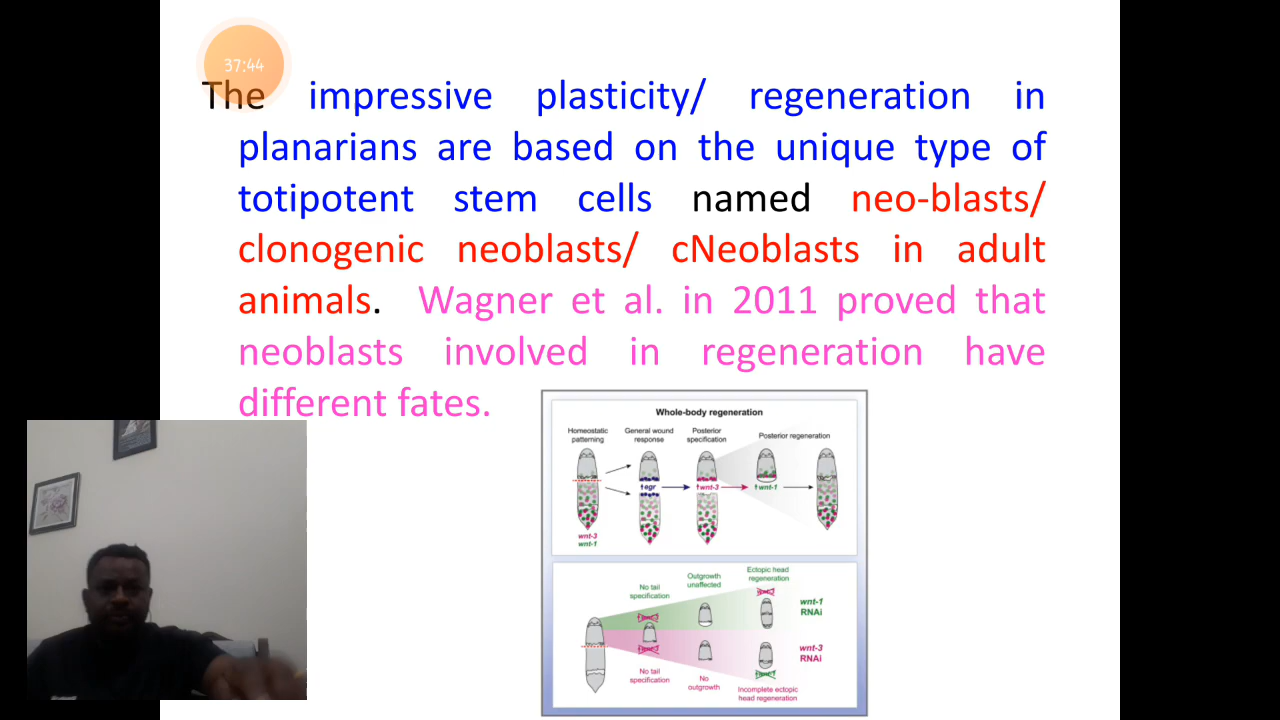 37:44
The impressive plasticity/ regeneration in
planarians are based on the unique type of
totipotent stem cells named neo-blasts/
clonogenic neoblasts/ cNeoblasts in adult
animals. Wagner et al. in 2011 proved that
neoblasts involved in regeneration have
different fates.
Whole-body regeneration
Homeostatic
patterning
General wound
response
Posterior
specification
Posterior regeneration
↑egr
↑wnt-3
↑wnt-1
wnt-3
wnt-1
No tail
specification
Outgrowth
unaffected
Ectopic head
regeneration
wnt-1
RNAi
wnt-3
RNAi
No tail
specification
No
outgrowth
Incomplete ectopic
head regeneration